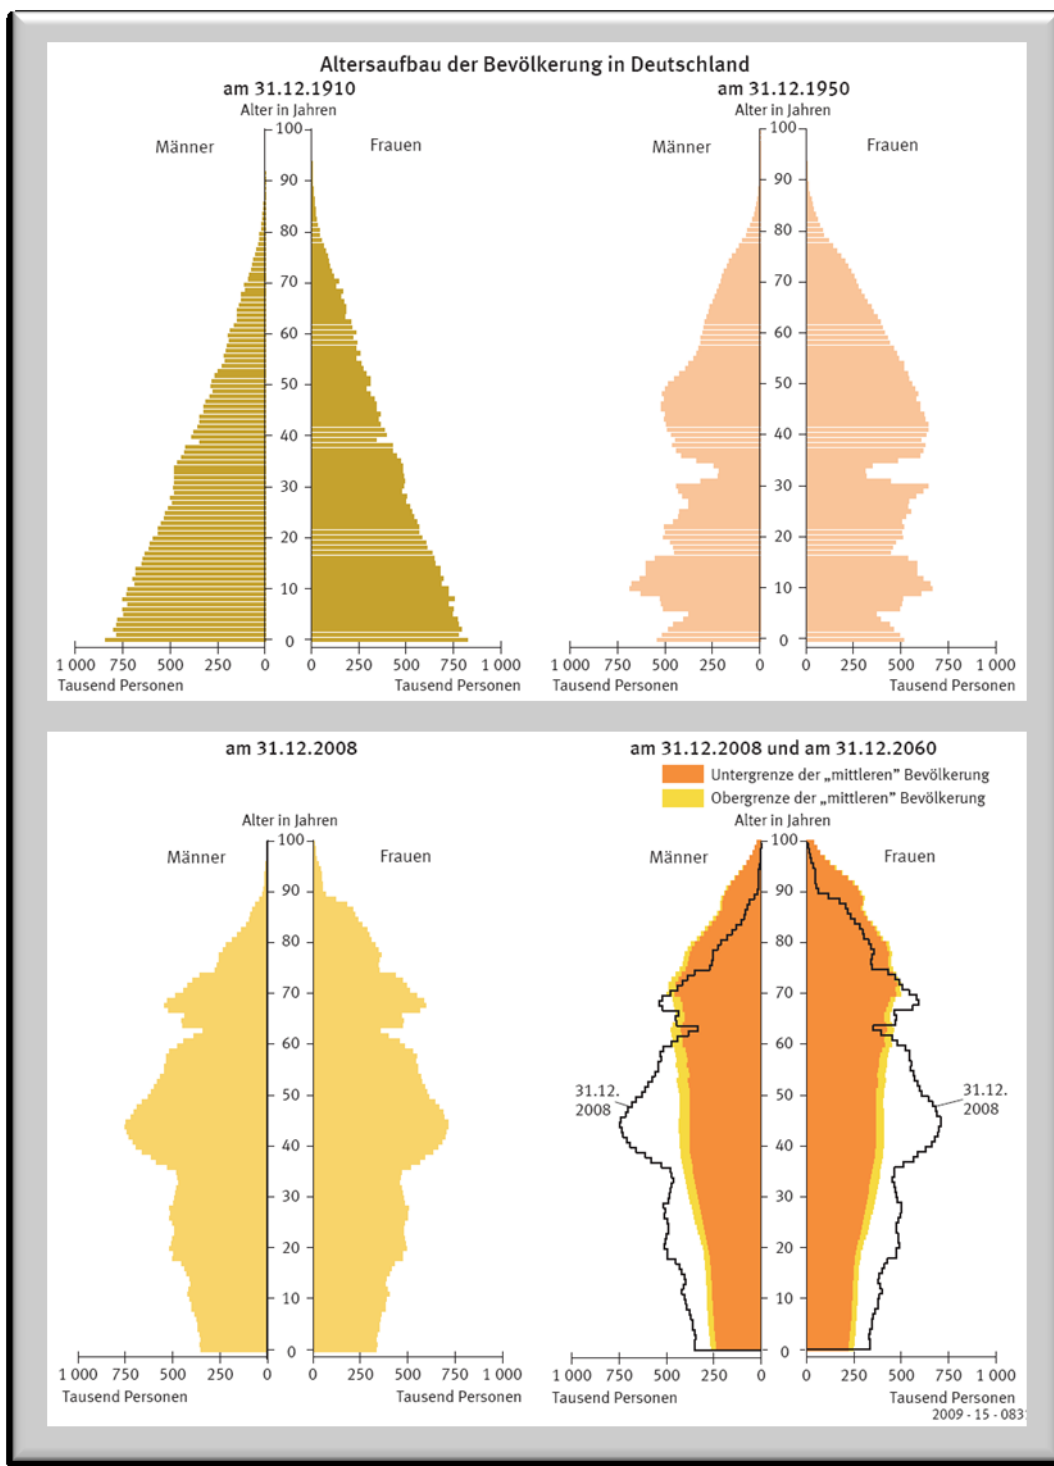 Altersaufbau der Bevölkerung in Deutschland
am 31.12.1910
Alter in Jahren
Männer
Frauen
100
90
80
70
60
50
40
30
20
10
0
1 000 750 500 250 0
0 250 500 750 1 000
Tausend Personen
Tausend Personen
am 31.12.1950
Alter in Jahren
Männer
Frauen
100
90
80
70
60
50
40
30
20
10
0
1 000 750 500 250 0
0 250 500 750 1 000
Tausend Personen
Tausend Personen
am 31.12.2008
Alter in Jahren
Männer
Frauen
100
90
80
70
60
50
40
30
20
10
0
1 000 750 500 250 0
0 250 500 750 1 000
Tausend Personen
Tausend Personen
am 31.12.2008 und am 31.12.2060
Untergrenze der „mittleren” Bevölkerung
Obergrenze der „mittleren” Bevölkerung
Alter in Jahren
Männer
Frauen
100
90
80
70
60
50
40
30
20
10
0
31.12.
2008
31.12.
2008
1 000 750 500 250 0
0 250 500 750 1 000
Tausend Personen
Tausend Personen
2009 - 15 - 083